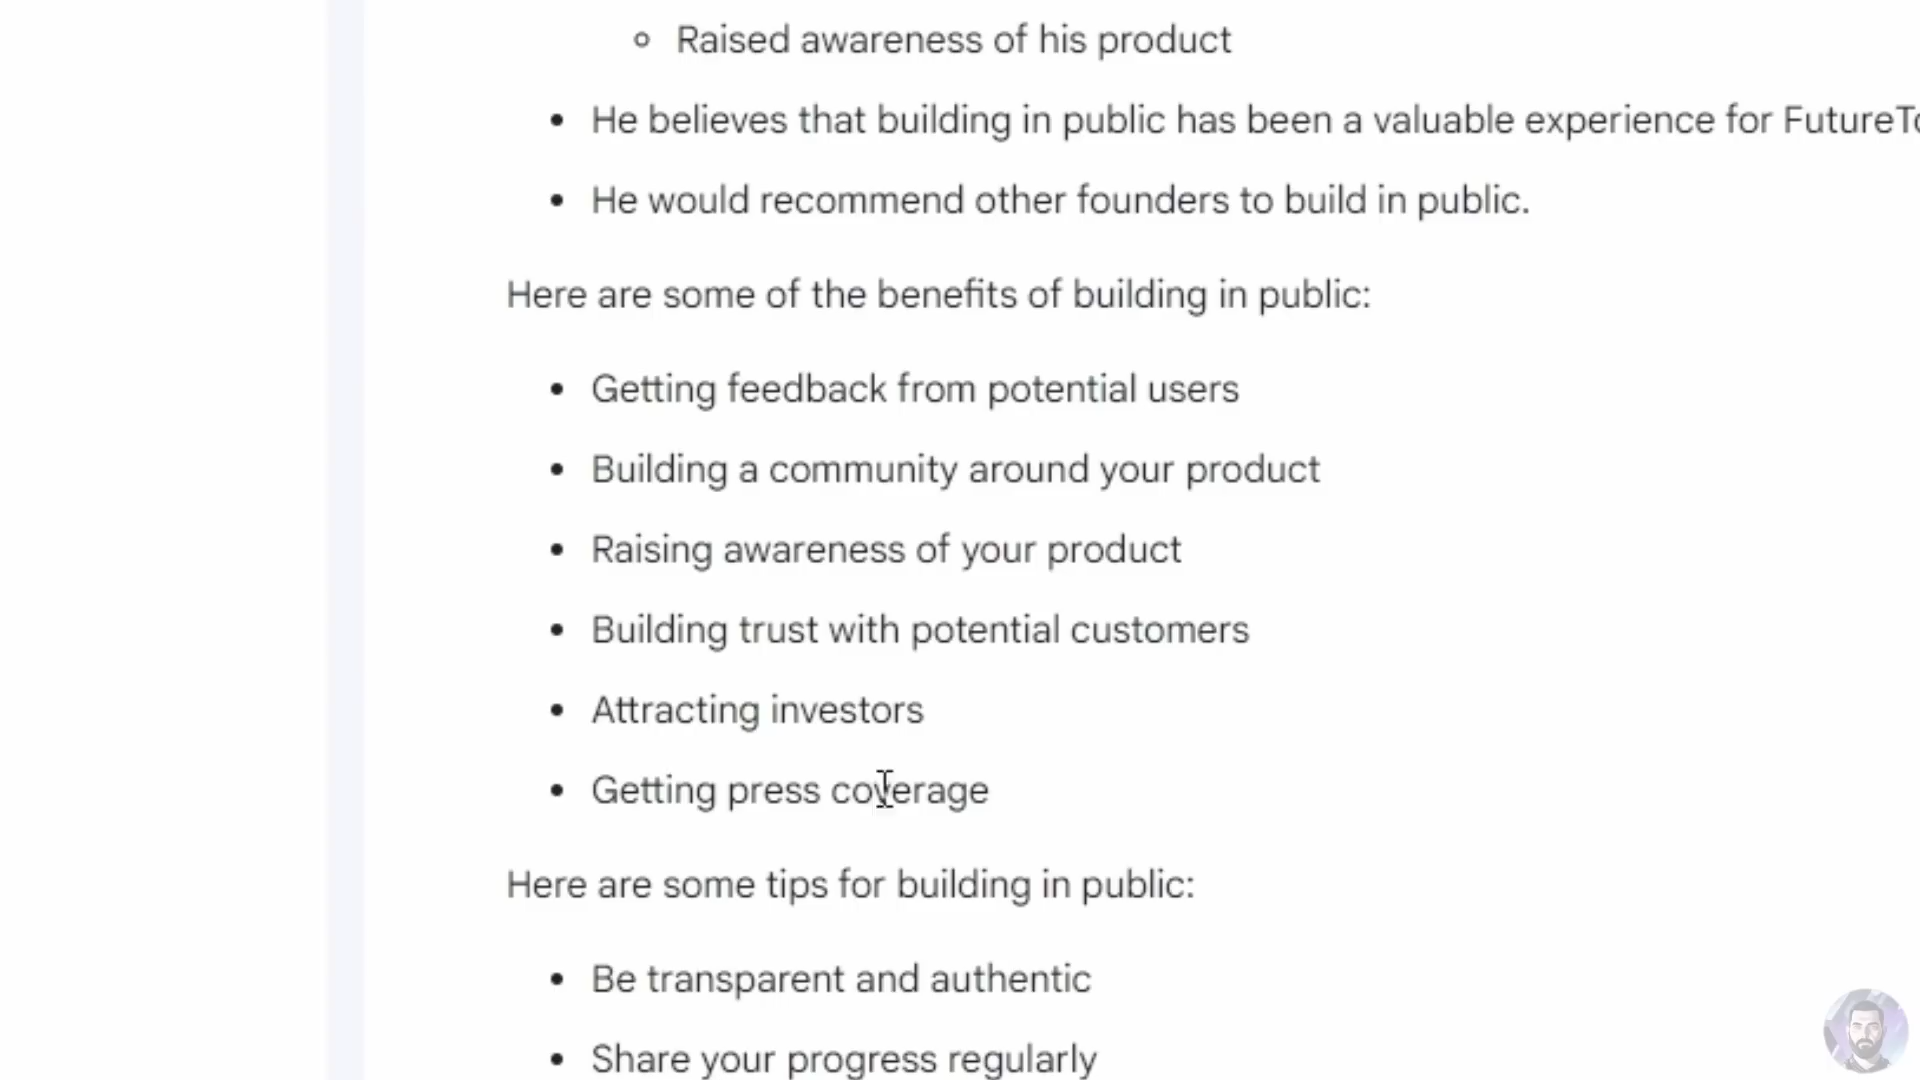 Raised awareness of his product
He believes that building in public has been a valuable experience for
He would recommend other founders to build in public.
Here are some of the benefits of building in public:
Getting feedback from potential users
Building a community around your product
Raising awareness of your product
Building trust with potential customers
Attracting investors
Getting press coverage
Here are some tips for building in public:
Be transparent and authentic
Share your progress regularly